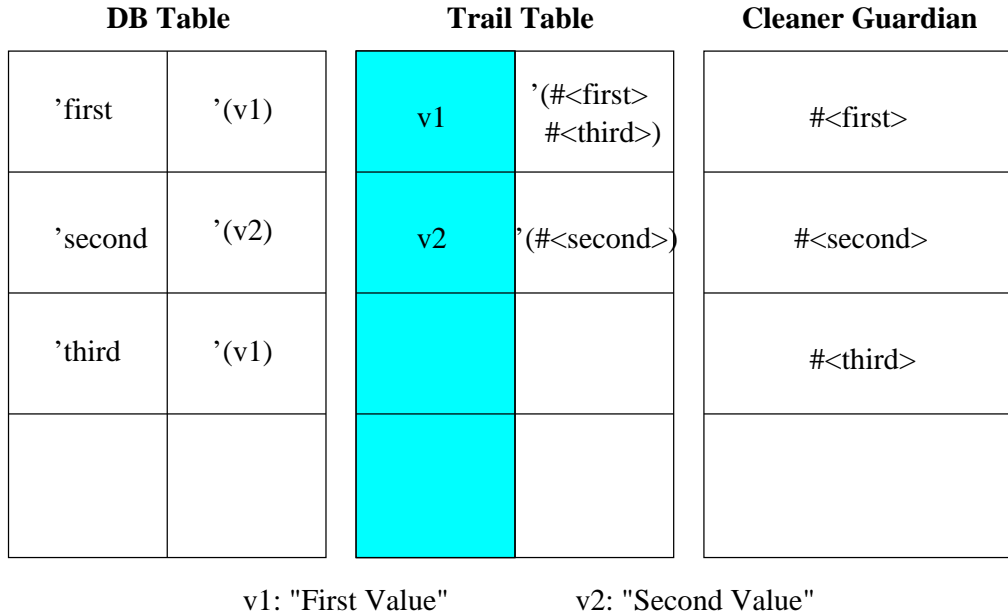 DB Table Trail Table Cleaner Guardian
’first ’(v1) v1 ’(#<first> #<first>
#<third>)
’second ’(v2) v2 ’(#<second>) #<second>
’third ’(v1) #<third>
v1: "First Value" v2: "Second Value"